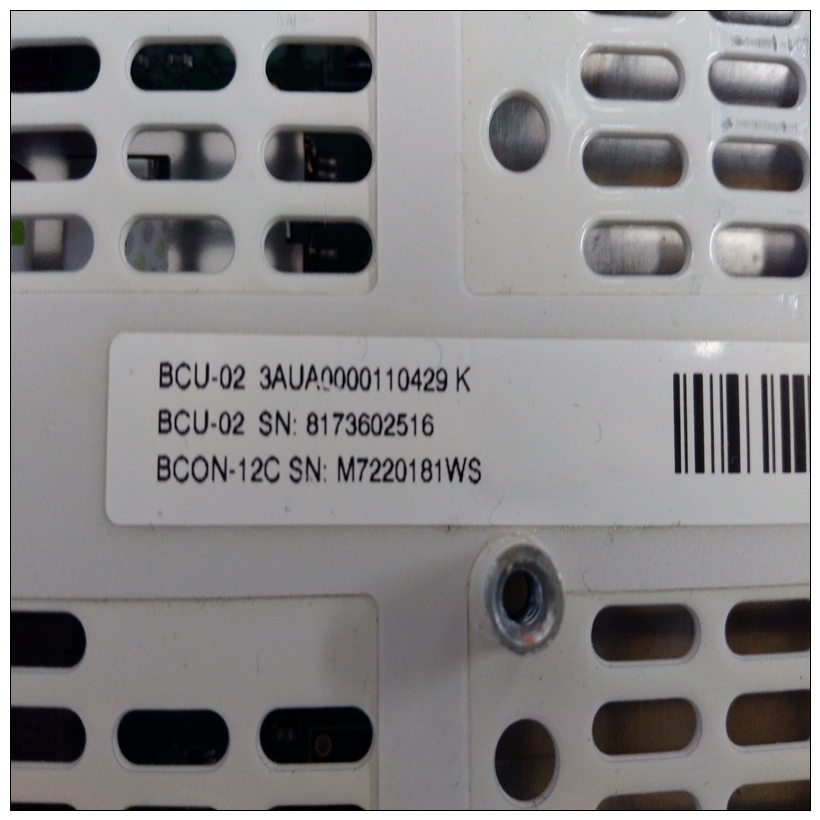 BCU-02 3AUA0000110429 K
BCU-02 SN: 8173602516
BCON-12C SN: M7220181WS